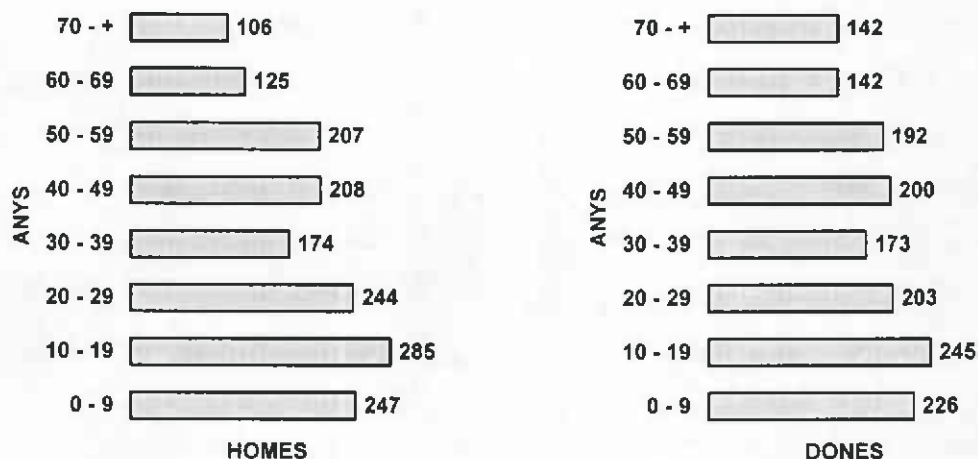 70 - + 106
60 - 69 125
50 - 59 207
40 - 49 208
30 - 39 174
20 - 29 244
10 - 19 285
0 - 9 247
ANYS
HOMES
70 - + 142
60 - 69 142
50 - 59 192
40 - 49 200
30 - 39 173
20 - 29 203
10 - 19 245
0 - 9 226
ANYS
DONES